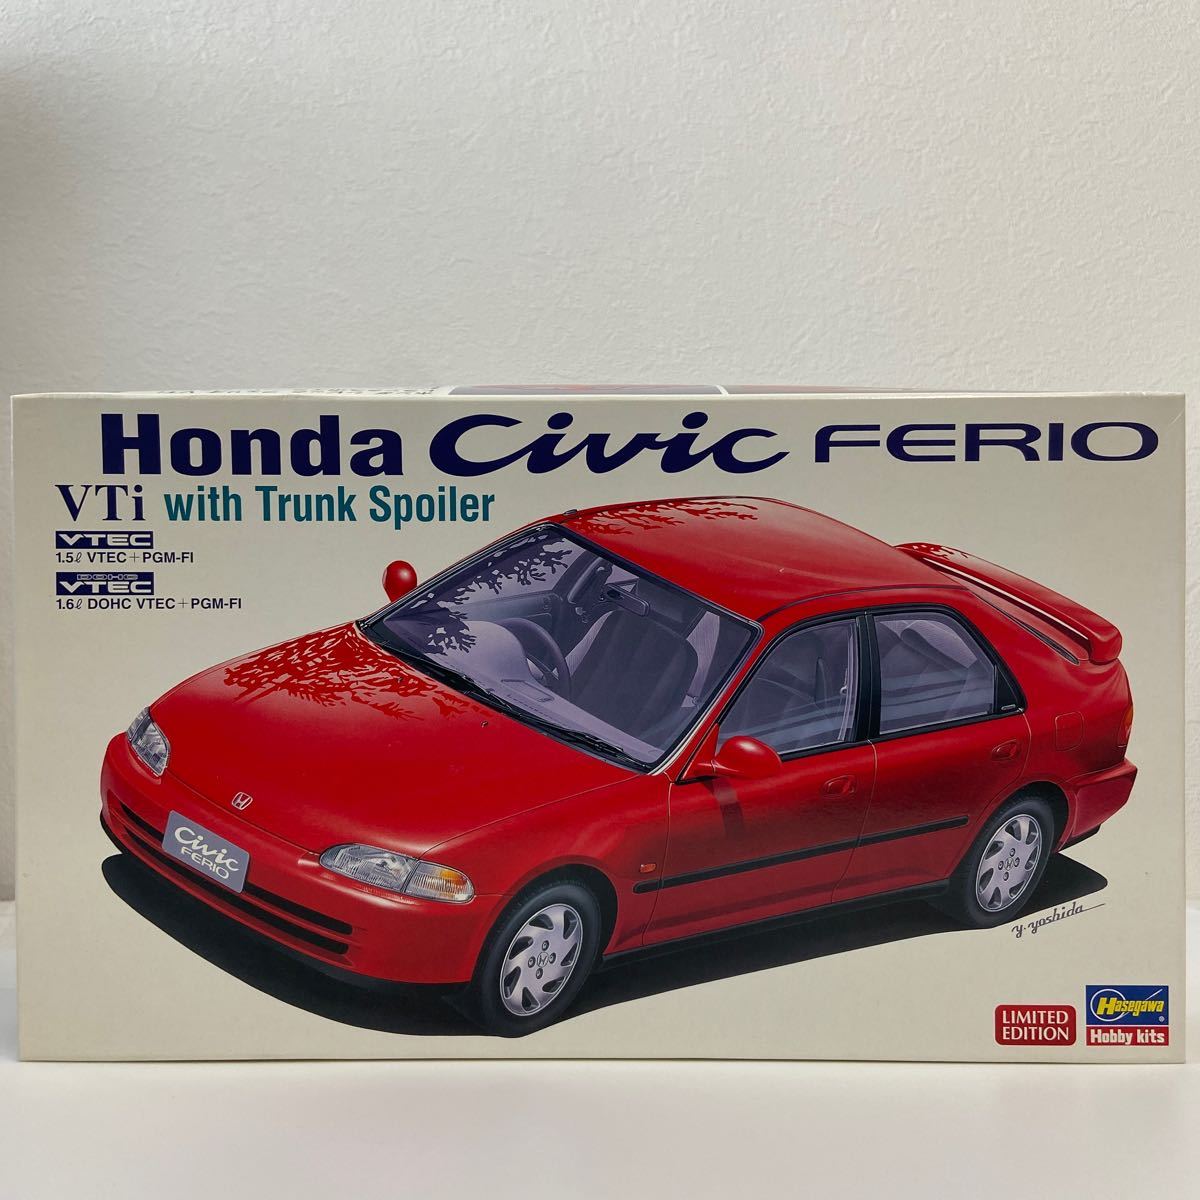 Honda Civic FERIO
VTi with Trunk Spoiler
VTEC
1.5ℓ VTEC+PGM-FI
DOHC
VTEC
1.6ℓ DOHC VTEC+PGM-FI
Civic
FERIO
y. yoshida
LIMITED
EDITION
Hasegawa
Hobby kits